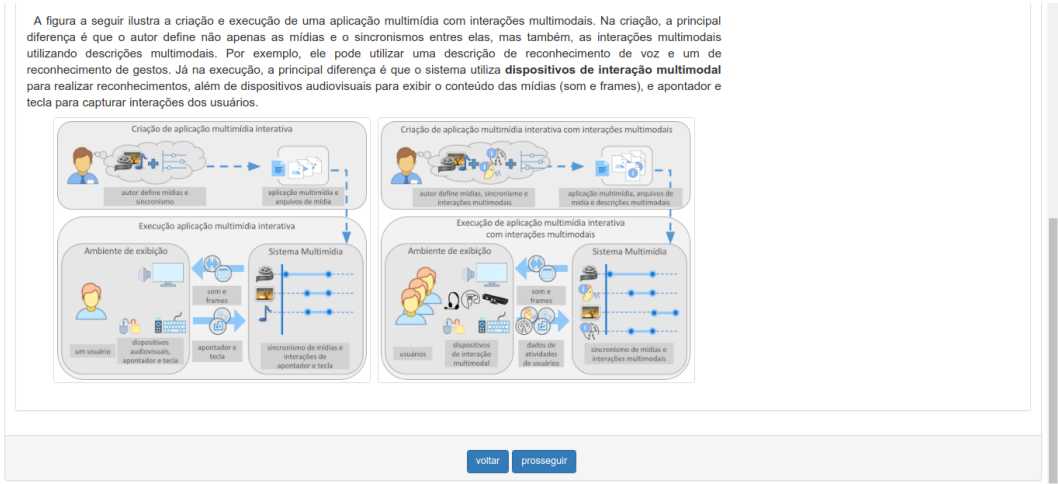 A figura a seguir ilustra a criação e execução de uma aplicação multimídia com interações multimodais. Na criação, a principal
diferença é que o autor define não apenas as mídias e o sincronismos entres elas, mas também, as interações multimodais
utilizando descrições multimodais. Por exemplo, ele pode utilizar uma descrição de reconhecimento de voz e um de
reconhecimento de gestos. Já na execução, a principal diferença é que o sistema utiliza dispositivos de interação multimodal
para realizar reconhecimentos, além de dispositivos audiovisuais para exibir o conteúdo das mídias (som e frames), e apontador e
tecla para capturar interações dos usuários.
Criação de aplicação multimídia interativa
autor define mídias e
sincronismo
aplicação multimídia e
arquivos de mídia
Execução aplicação multimídia interativa
Ambiente de exibição
Sistema Multimídia
som e
frames
um usuário
dispositivos
audiovisuais,
apontador e tecla
apontador e
tecla
sincronismo de mídias e
interações de
apontador e tecla
Criação de aplicação multimídia interativa com interações multimodais
autor define mídias, sincronismo e
interações multimodais
aplicação multimídia, arquivos de
mídia e descrições multimodais
Execução de aplicação multimídia interativa
com interações multimodais
Ambiente de exibição
Sistema Multimídia
som e
frames
usuários
dispositivos
de interação
multimodal
dados de
atividades
de usuários
sincronismo de mídias e
interações multimodais
voltar
prosseguir